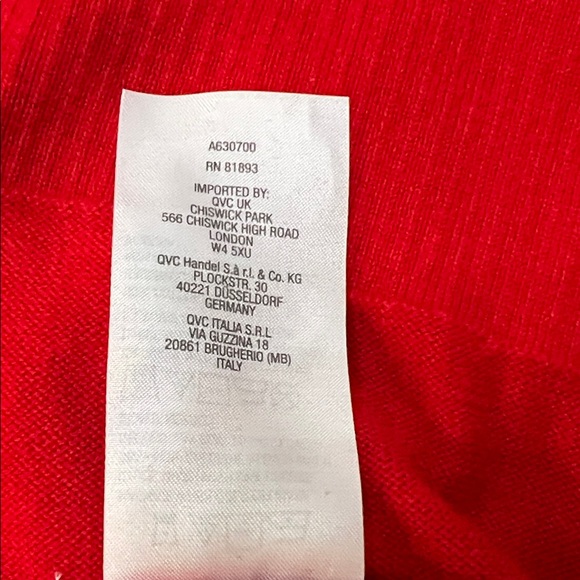 A630700
RN 81893
IMPORTED BY:
QVC UK
CHISWICK PARK
566 CHISWICK HIGH ROAD
LONDON
W4 5XU
QVC Handel S.à r.l. & Co. KG
PLOCKSTR. 30
40221 DÜSSELDORF
GERMANY
QVC ITALIA S.R.L
VIA GUZZINA 18
20861 BRUGHERIO (MB)
ITALY